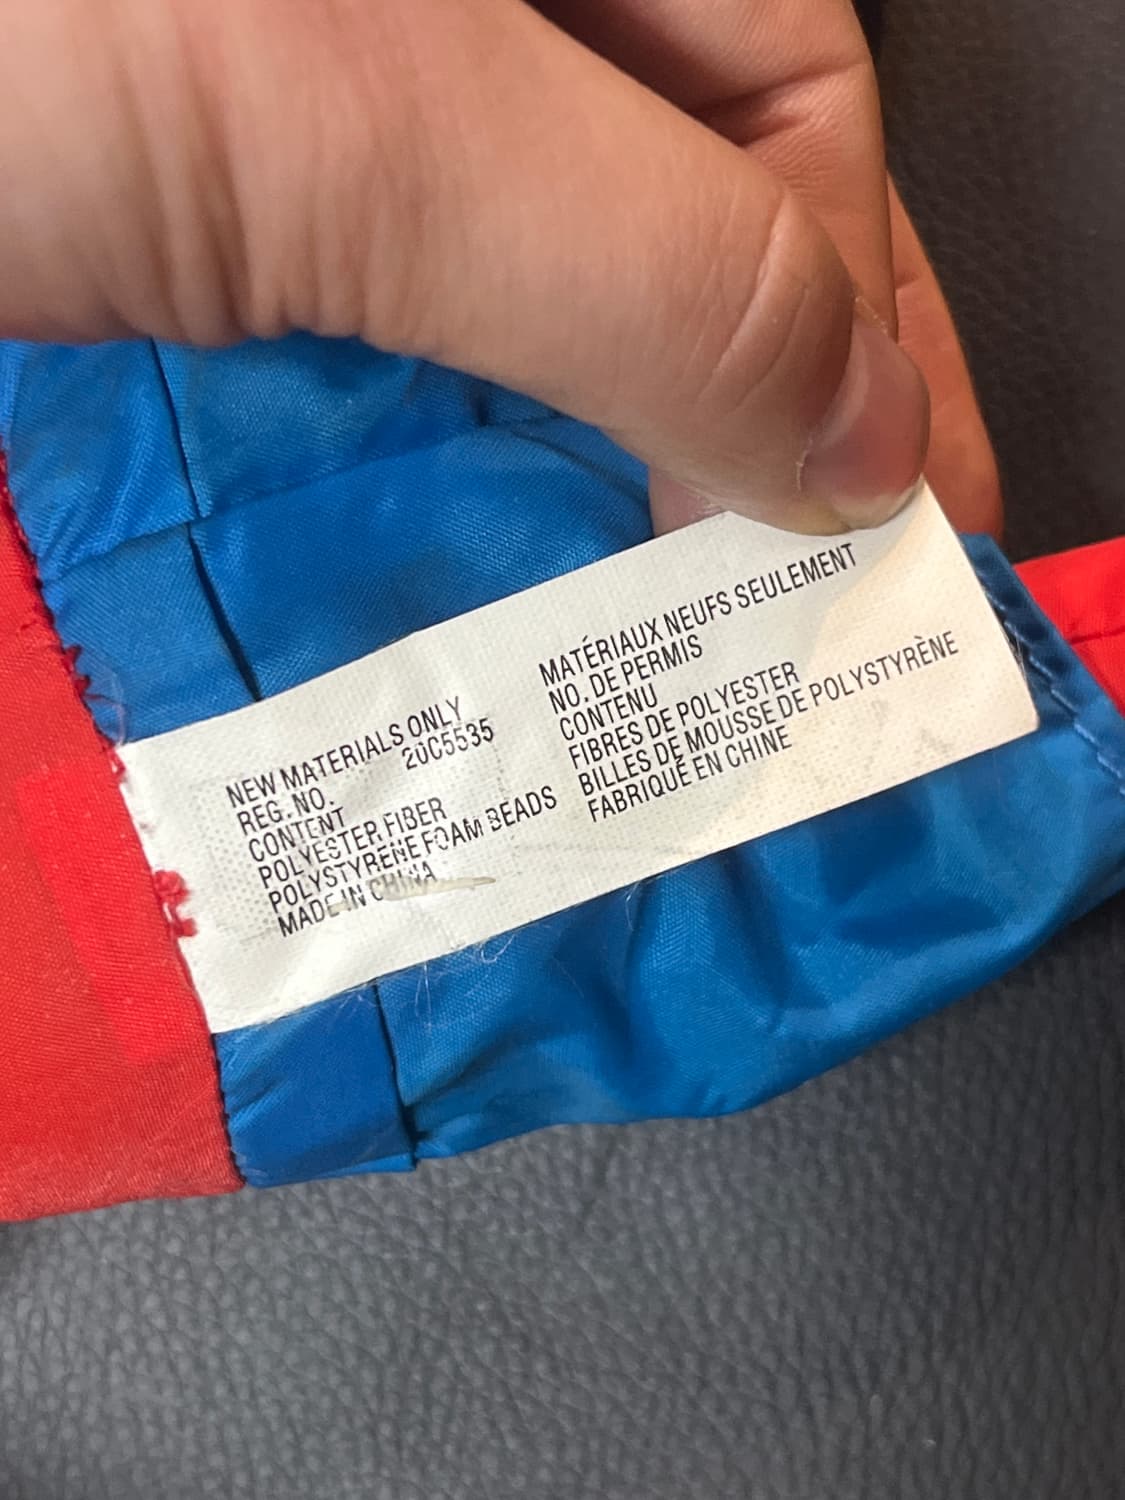 NEW MATERIALS ONLY
REG. NO. 20C5535
CONTENT
POLYESTER FIBER
POLYSTYRENE FOAM BEADS
MADE IN CHINA
MATÉRIAUX NEUFS SEULEMENT
NO. DE PERMIS
CONTENU
FIBRES DE POLYESTER
BILLES DE MOUSSE DE POLYSTYRÈNE
FABRIQUÉ EN CHINE